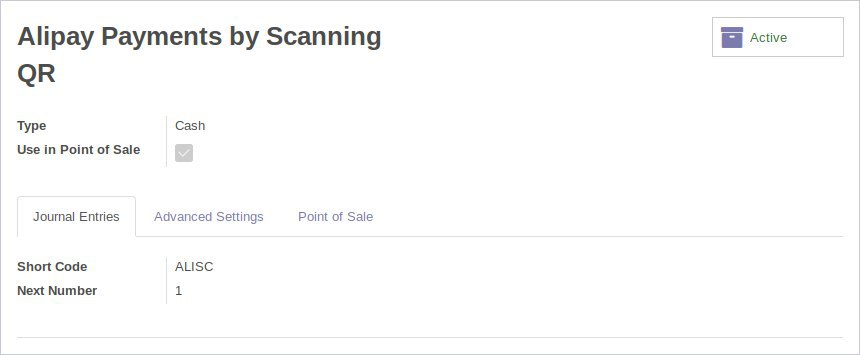 Alipay Payments by Scanning
QR
Active
Type Cash
Use in Point of Sale
Journal Entries Advanced Settings Point of Sale
Short Code ALISC
Next Number 1